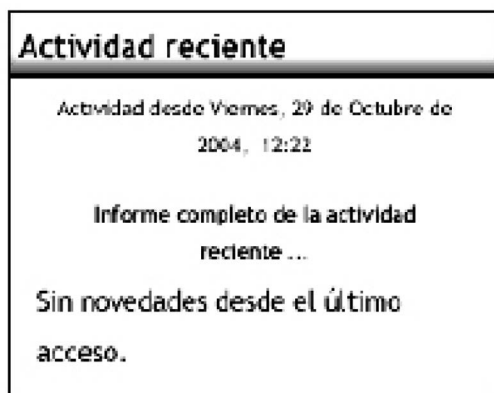 Actividad reciente
Actividad desde Viernes, 29 de Octubre de
2004, 12:22
Informe completo de la actividad
reciente ...
Sin novedades desde el último
acceso.